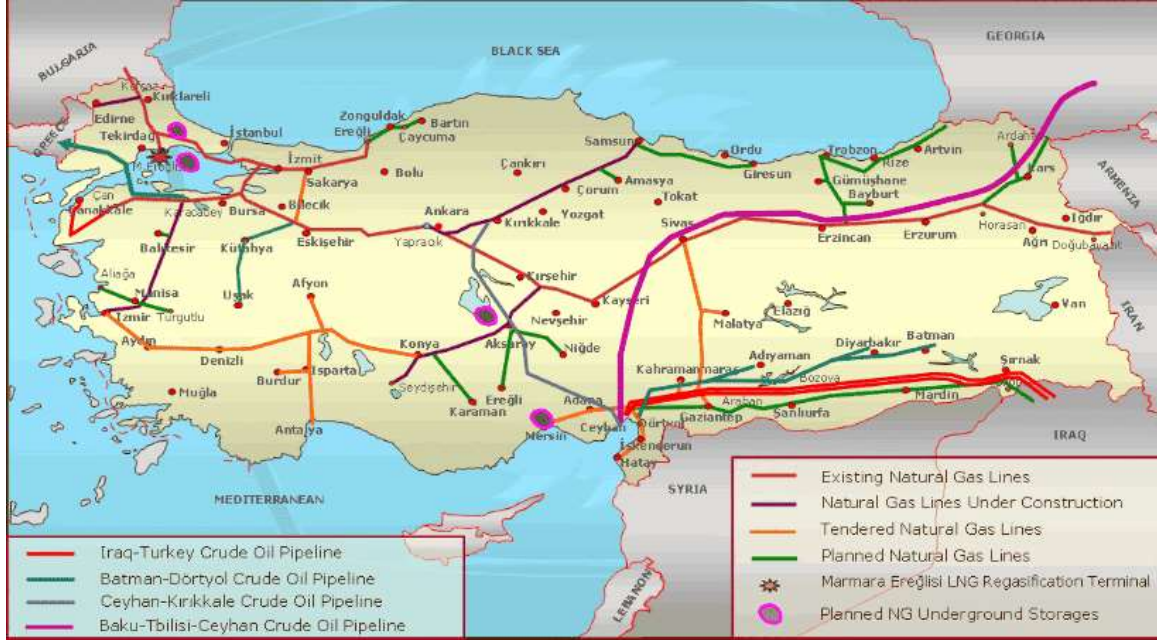 BLACK SEA
GEORGIA
BULGARIA
Kırklareli
Edirne
Tekirdağ
İstanbul
GREECE
Zonguldak
Bartın
Ereğli
Çaycuma
İzmit
Sakarya
Bolu
Çankırı
Samsun
Ordu
Giresun
Trabzon
Rize
Artvin
Ardahan
Kars
ARMENIA
Gümüşhane
Bayburt
Amasya
Çorum
Tokat
Çan
Çanakkale
Karacabey
Bursa
Bilecik
Ankara
Kırıkkale
Yozgat
Sivas
Erzincan
Erzurum
Horasan
Iğdır
Ağrı
Doğubayazıt
Balıkesir
Kütahya
Eskişehir
Yapracık
Aliağa
Manisa
Turgutlu
İzmir
Uşak
Afyon
Kırşehir
Kayseri
Nevşehir
Malatya
Elazığ
Van
IRAN
Aydın
Denizli
Konya
Aksaray
Niğde
Diyarbakır
Batman
Şırnak
Burdur
Isparta
Seydişehir
Adıyaman
Kahramanmaraş
Bozova
Muğla
Karaman
Ereğli
Adana
Araban
Mardin
Antalya
Mersin
Ceyhan
Dörtyol
Gaziantep
Şanlıurfa
İskenderun
Hatay
IRAQ
MEDITERRANEAN
SYRIA
LEBANON
Iraq-Turkey Crude Oil Pipeline
Batman-Dörtyol Crude Oil Pipeline
Ceyhan-Kırıkkale Crude Oil Pipeline
Baku-Tbilisi-Ceyhan Crude Oil Pipeline
Existing Natural Gas Lines
Natural Gas Lines Under Construction
Tendered Natural Gas Lines
Planned Natural Gas Lines
Marmara Ereğlisi LNG Regasification Terminal
Planned NG Underground Storages